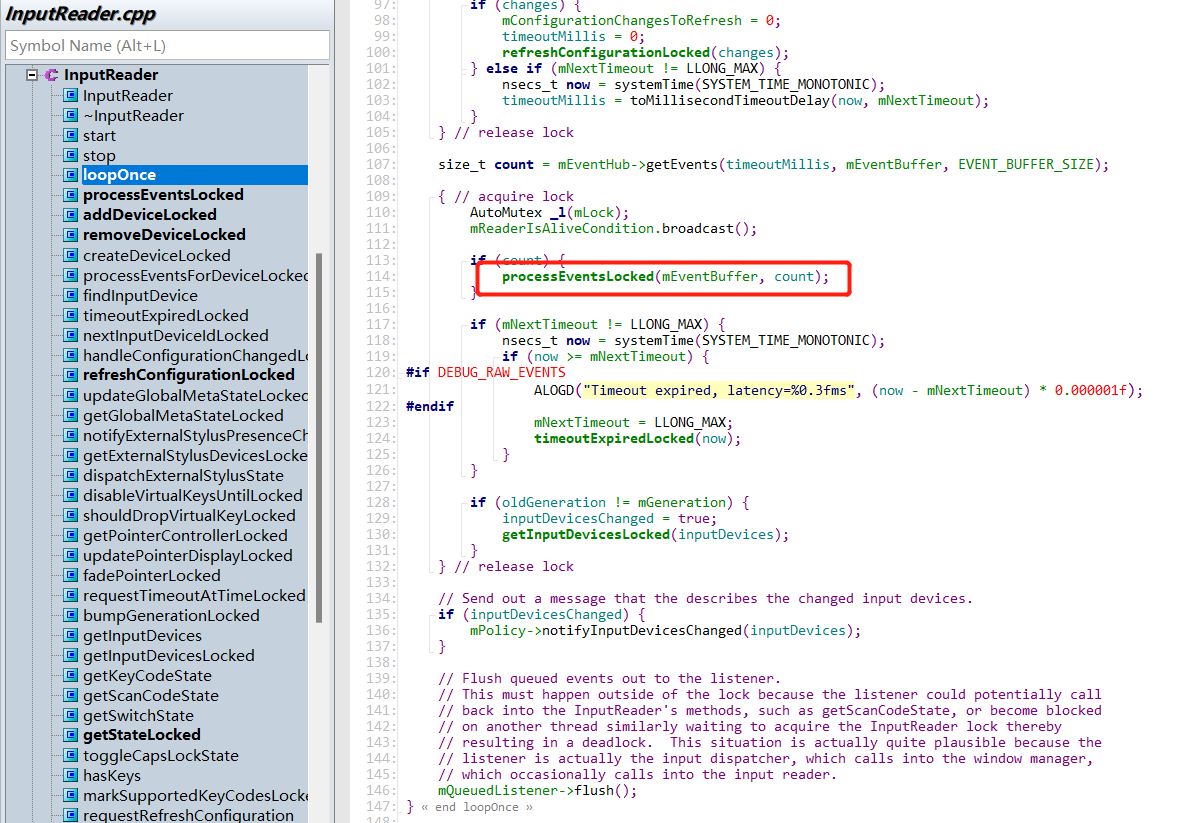 InputReader.cpp
Symbol Name (Alt+L)
InputReader
InputReader
~InputReader
start
stop
loopOnce
processEventsLocked
addDeviceLocked
removeDeviceLocked
createDeviceLocked
processEventsForDeviceLocked
findInputDevice
timeoutExpiredLocked
nextInputDeviceIdLocked
handleConfigurationChangedLo
refreshConfigurationLocked
updateGlobalMetaStateLocked
getGlobalMetaStateLocked
notifyExternalStylusPresenceCh
getExternalStylusDevicesLocke
dispatchExternalStylusState
disableVirtualKeysUntilLocked
shouldDropVirtualKeyLocked
getPointerControllerLocked
updatePointerDisplayLocked
fadePointerLocked
requestTimeoutAtTimeLocked
bumpGenerationLocked
getInputDevices
getInputDevicesLocked
getKeyCodeState
getScanCodeState
getSwitchState
getStateLocked
toggleCapsLockState
hasKeys
markSupportedKeyCodesLocke
requestRefreshConfiguration
97: if (changes) {
98: mConfigurationChangesToRefresh = 0;
99: timeoutMillis = 0;
100: refreshConfigurationLocked(changes);
101: } else if (mNextTimeout != LLONG_MAX) {
102: nsecs_t now = systemTime(SYSTEM_TIME_MONOTONIC);
103: timeoutMillis = toMillisecondTimeoutDelay(now, mNextTimeout);
104: }
105: } // release lock
106:
107: size_t count = mEventHub->getEvents(timeoutMillis, mEventBuffer, EVENT_BUFFER_SIZE);
108:
109: { // acquire lock
110: AutoMutex _l(mLock);
111: mReaderIsAliveCondition.broadcast();
112:
113: if (count) {
114: processEventsLocked(mEventBuffer, count);
115: }
116:
117: if (mNextTimeout != LLONG_MAX) {
118: nsecs_t now = systemTime(SYSTEM_TIME_MONOTONIC);
119: if (now >= mNextTimeout) {
120: #if DEBUG_RAW_EVENTS
121: ALOGD("Timeout expired, latency=%0.3fms", (now - mNextTimeout) * 0.000001f);
122: #endif
123: mNextTimeout = LLONG_MAX;
124: timeoutExpiredLocked(now);
125: }
126: }
127:
128: if (oldGeneration != mGeneration) {
129: inputDevicesChanged = true;
130: getInputDevicesLocked(inputDevices);
131: }
132: } // release lock
133:
134: // Send out a message that the describes the changed input devices.
135: if (inputDevicesChanged) {
136: mPolicy->notifyInputDevicesChanged(inputDevices);
137: }
138:
139: // Flush queued events out to the listener.
140: // This must happen outside of the lock because the listener could potentially call
141: // back into the InputReader's methods, such as getScanCodeState, or become blocked
142: // on another thread similarly waiting to acquire the InputReader lock thereby
143: // resulting in a deadlock.  This situation is actually quite plausible because the
144: // listener is actually the input dispatcher, which calls into the window manager,
145: // which occasionally calls into the input reader.
146: mQueuedListener->flush();
147: } « end loopOnce »
148: